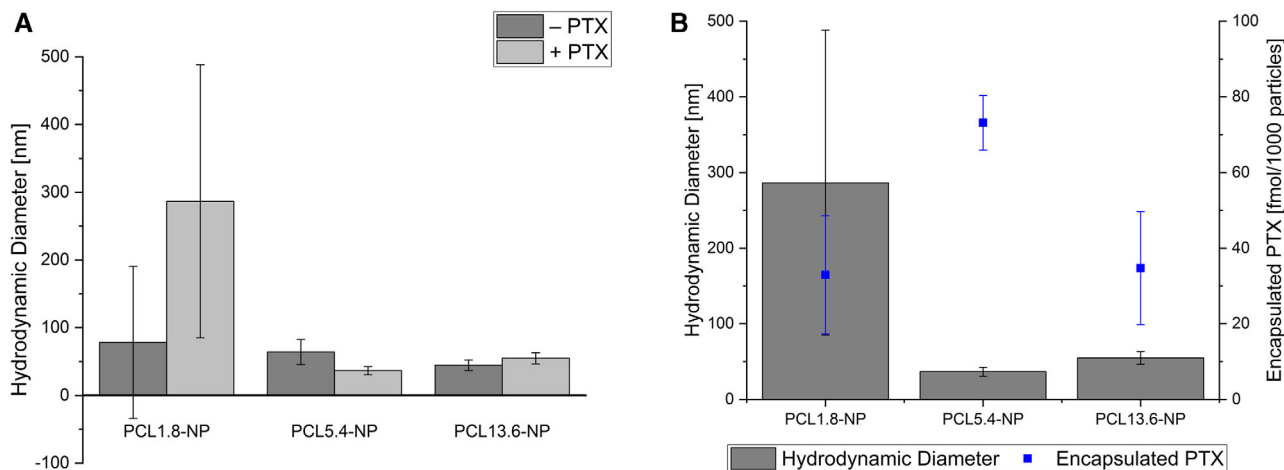 A
– PTX
+ PTX
Hydrodynamic Diameter [nm]
500
400
300
200
100
0
-100
PCL1.8-NP PCL5.4-NP PCL13.6-NP
B
Hydrodynamic Diameter [nm]
500
400
300
200
100
0
100
80
60
40
20
0
Encapsulated PTX [fmol/1000 particles]
PCL1.8-NP PCL5.4-NP PCL13.6-NP
Hydrodynamic Diameter Encapsulated PTX